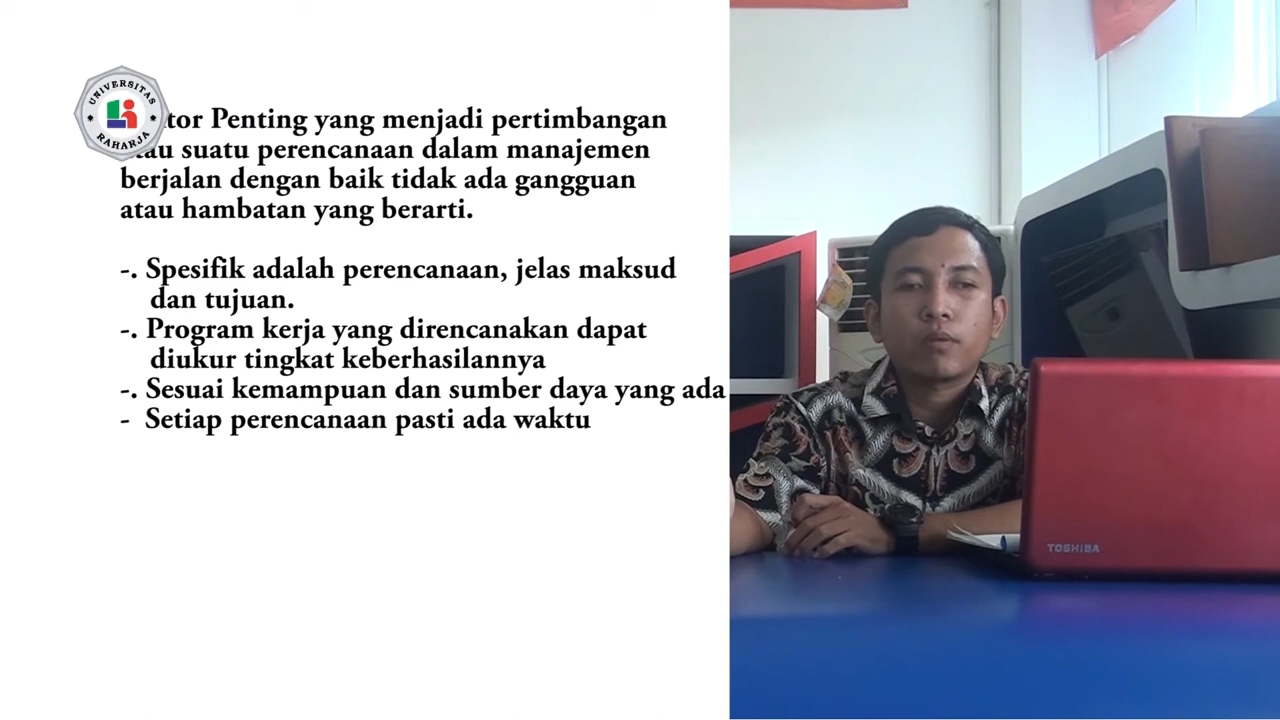 UNIVERSITAS
RAHARJA
Penting yang menjadi pertimbangan
suatu perencanaan dalam manajemen
berjalan dengan baik tidak ada gangguan
atau hambatan yang berarti.
-. Spesifik adalah perencanaan, jelas maksud
dan tujuan.
-. Program kerja yang direncanakan dapat
diukur tingkat keberhasilannya
-. Sesuai kemampuan dan sumber daya yang ada
- Setiap perencanaan pasti ada waktu
TOSHIBA